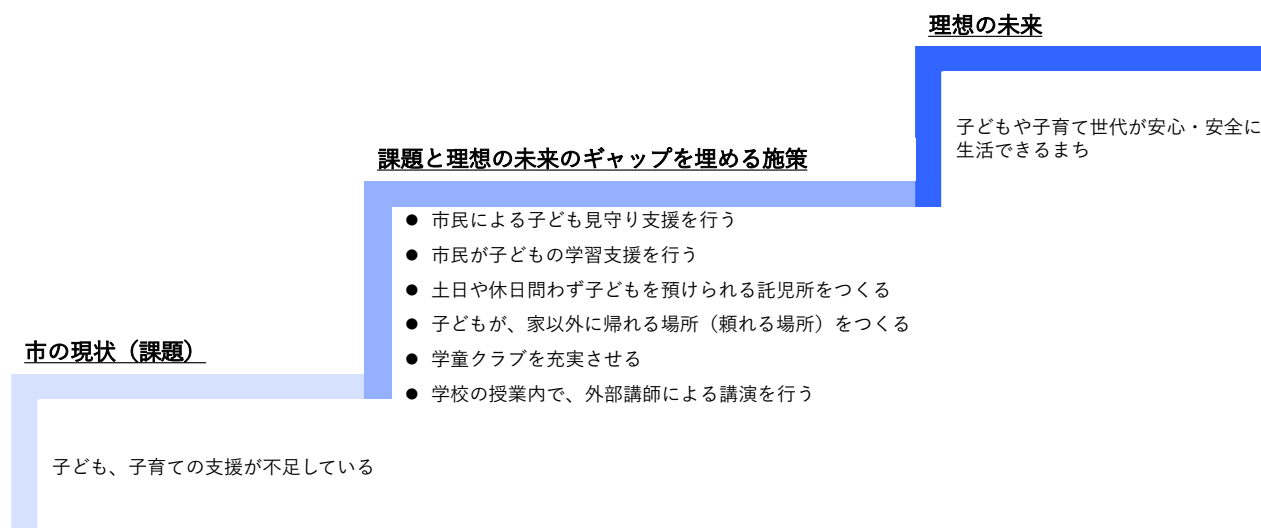 理想の未来
子どもや子育て世代が安心・安全に
生活できるまち
課題と理想の未来のギャップを埋める施策
● 市民による子ども見守り支援を行う
● 市民が子どもの学習支援を行う
● 土日や休日問わず子どもを預けられる託児所をつくる
● 子どもが、家以外に帰れる場所（頼れる場所）をつくる
● 学童クラブを充実させる
● 学校の授業内で、外部講師による講演を行う
市の現状（課題）
子ども、子育ての支援が不足している